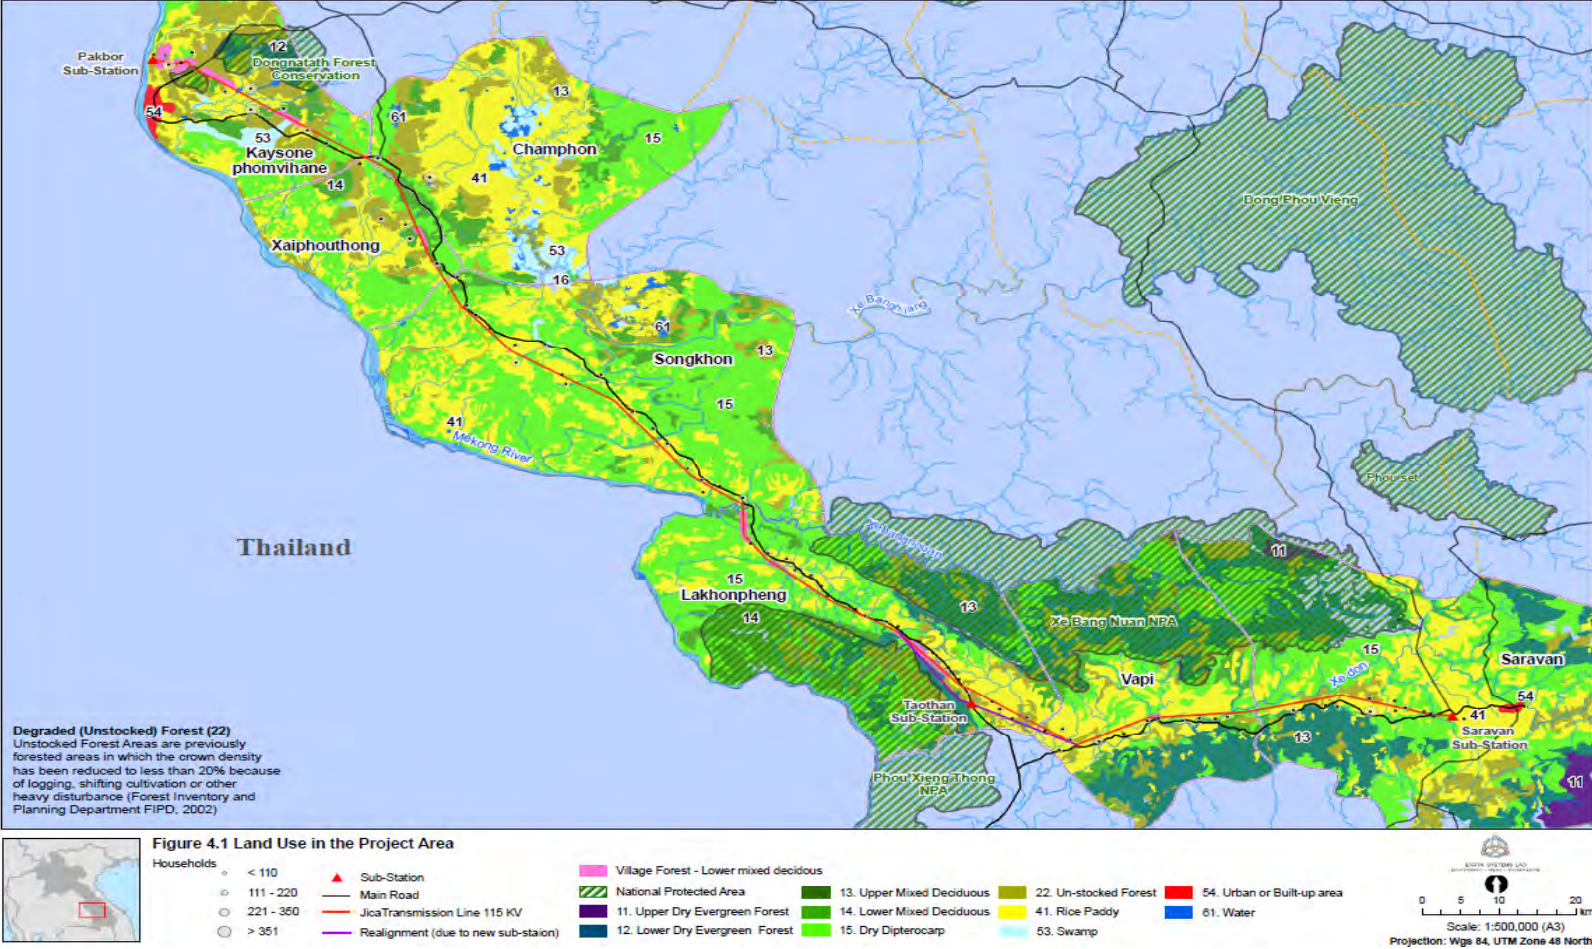 Pakbor
Sub-Station
12
Dongnatath Forest
Conservation
54
53
Kaysone
phomvihane
14
61
13
Champhon
15
41
53
16
Xaiphouthong
61
Songkhon
13
15
41
Mekong River
Xe Banghiang
Dong Phou Vieng
Phou set
Thailand
15
Lakhonpheng
14
13
11
Xe Bang Nuan NPA
15
Vapi
Xe don
Saravan
54
41
Saravan
Sub-Station
13
11
Taothan
Sub-Station
Phou Xieng Thong
NPA
Degraded (Unstocked) Forest (22)
Unstocked Forest Areas are previously
forested areas in which the crown density
has been reduced to less than 20% because
of logging, shifting cultivation or other
heavy disturbance (Forest Inventory and
Planning Department FIPD, 2002)
Figure 4.1 Land Use in the Project Area
Households
< 110
111 - 220
221 - 350
> 351
Sub-Station
Main Road
JicaTransmission Line 115 KV
Realignment (due to new sub-staion)
Village Forest - Lower mixed decidous
National Protected Area
11. Upper Dry Evergreen Forest
12. Lower Dry Evergreen Forest
13. Upper Mixed Deciduous
14. Lower Mixed Deciduous
15. Dry Dipterocarp
22. Un-stocked Forest
41. Rice Paddy
53. Swamp
54. Urban or Built-up area
61. Water
EARTH SYSTEMS LAO
0 5 10 20
km
Scale: 1:500,000 (A3)
Projection: Wgs 84, UTM Zone 48 North